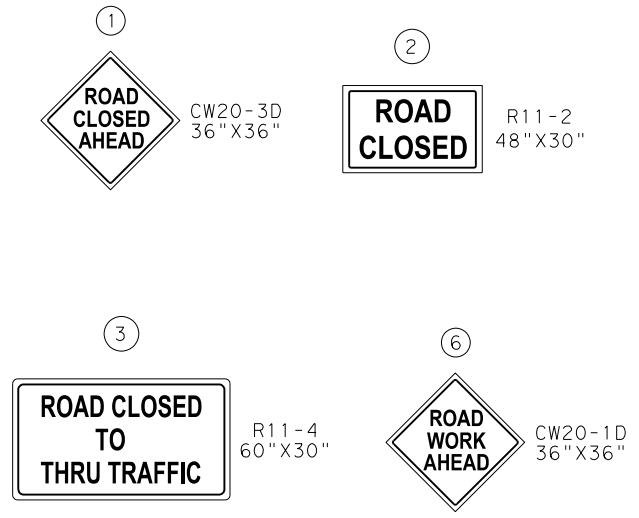 1
ROAD
CLOSED
AHEAD
CW20-3D
36"X36"
2
ROAD
CLOSED
R11-2
48"X30"
3
ROAD CLOSED
TO
THRU TRAFFIC
R11-4
60"X30"
6
ROAD
WORK
AHEAD
CW20-1D
36"X36"